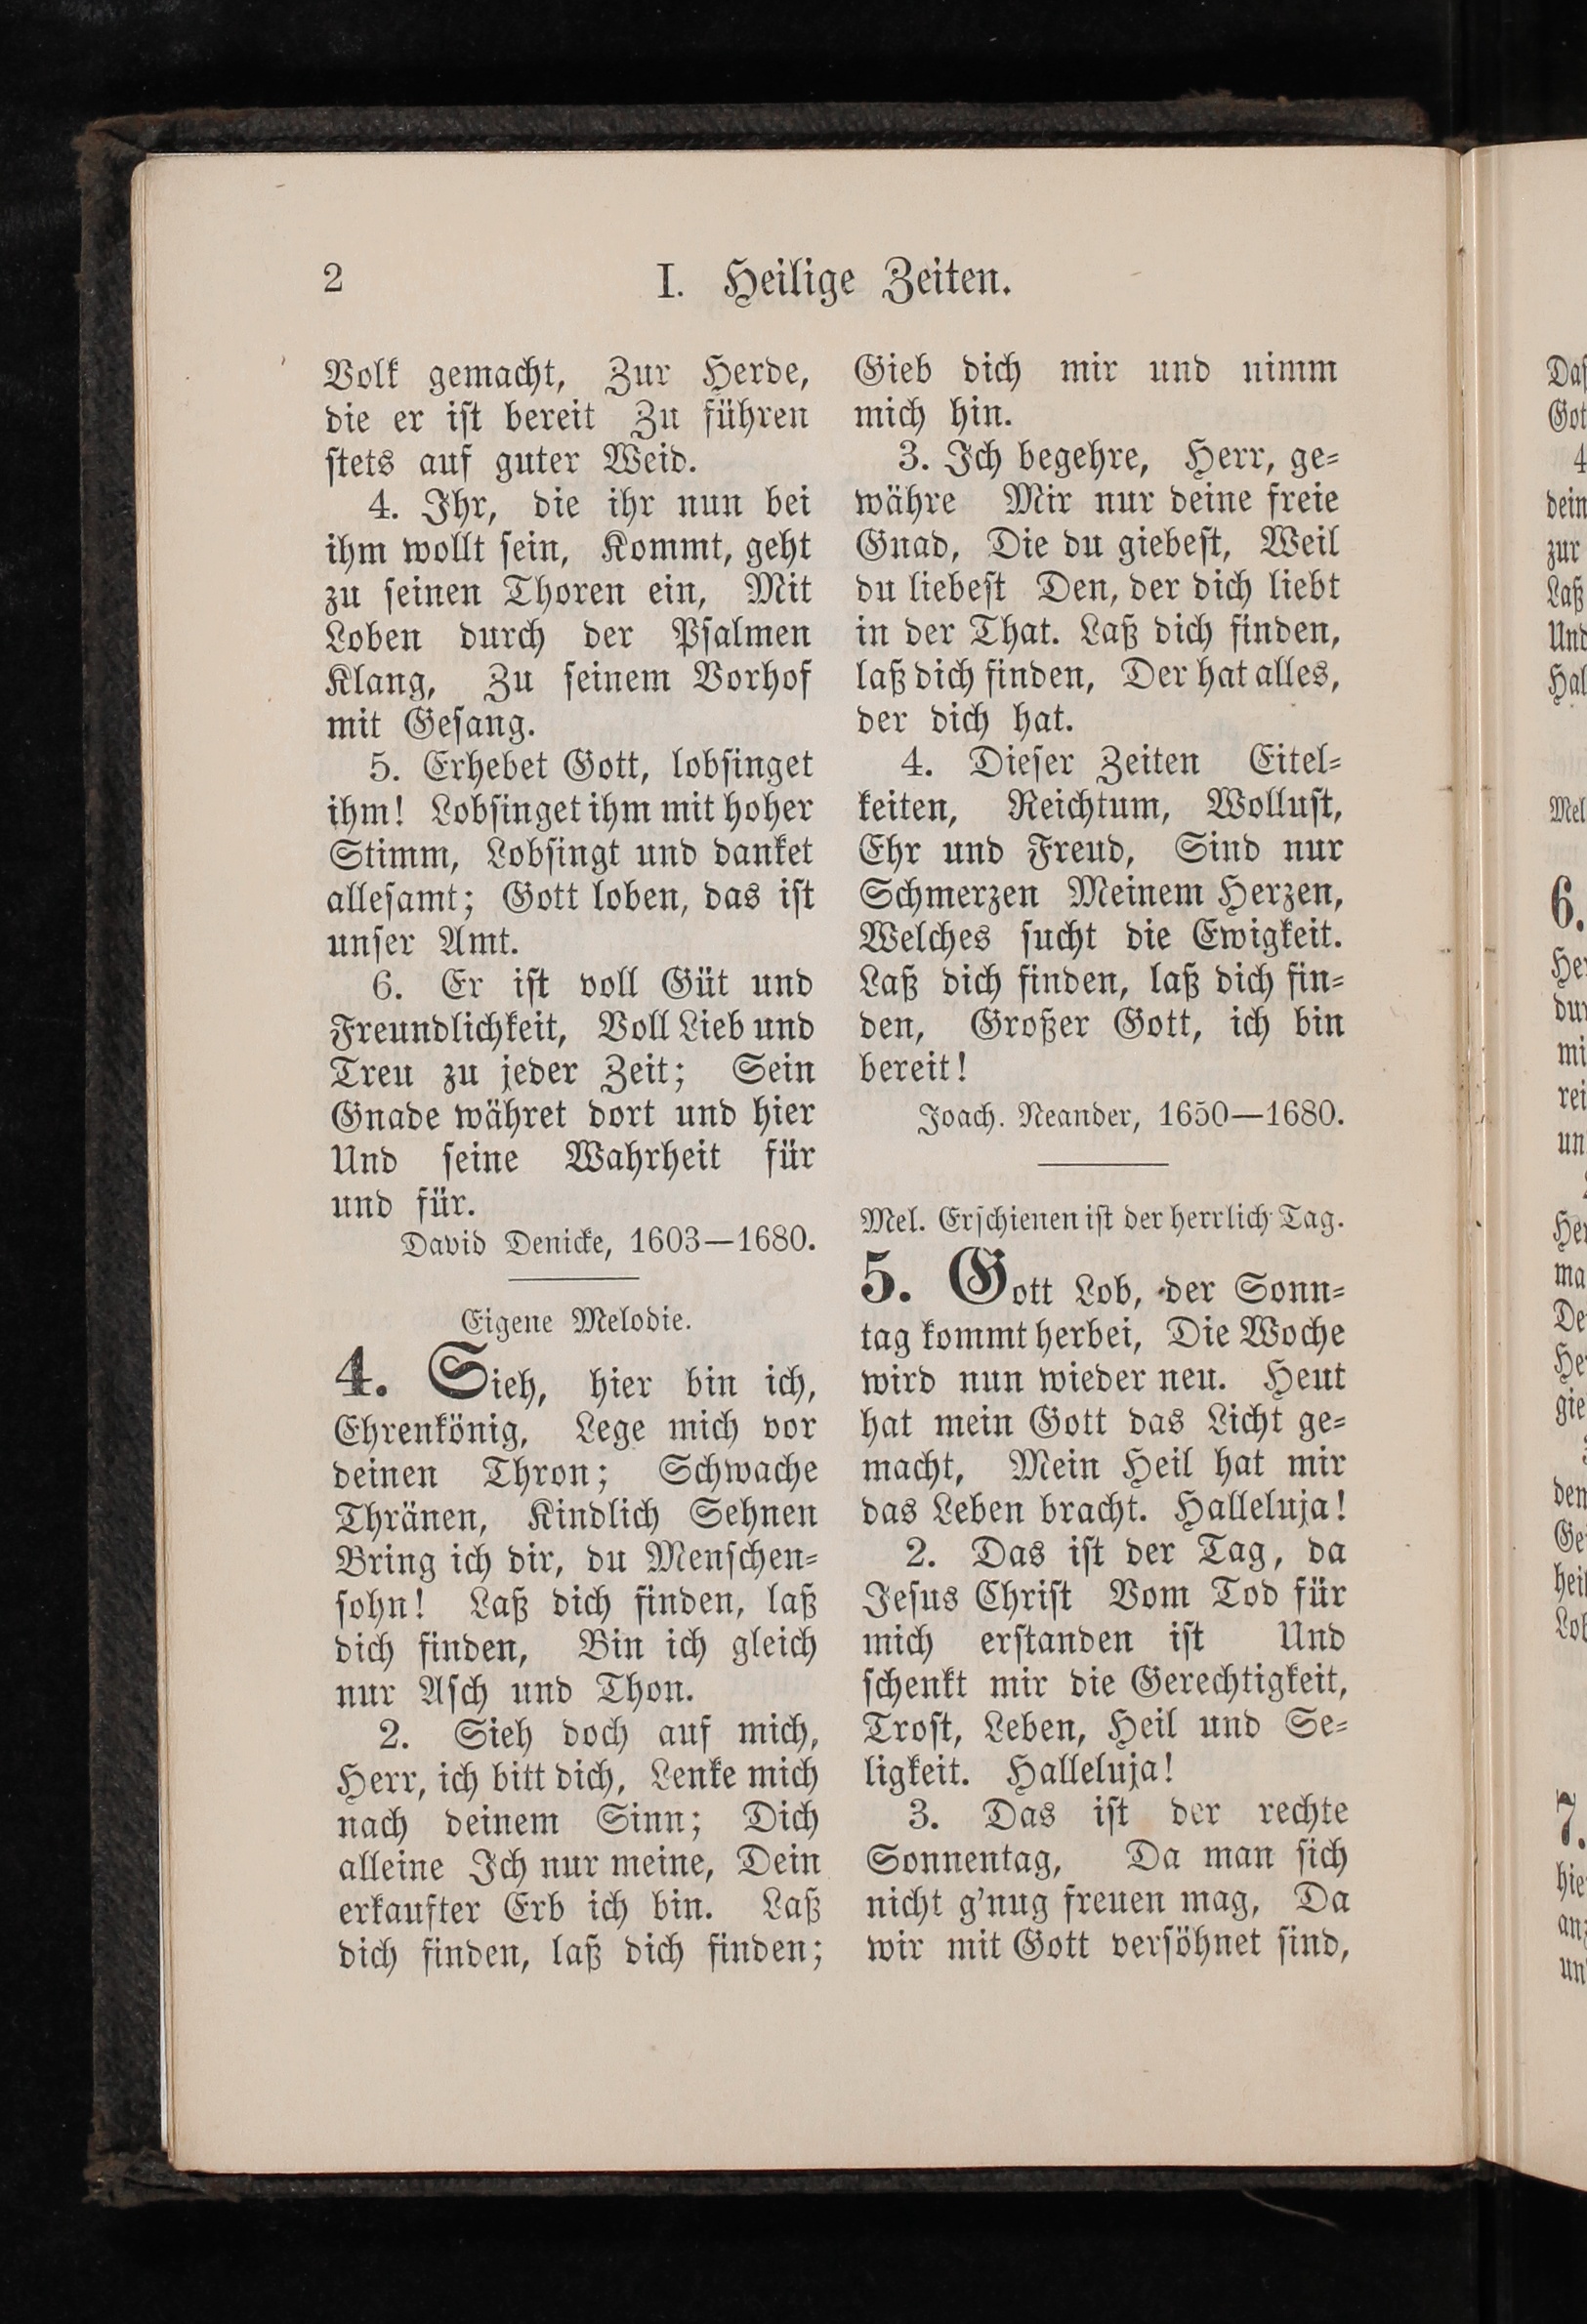 2
I. Heilige Zeiten.
Volk gemacht, Zur Herde,
die er ist bereit Zu führen
stets auf guter Weid.
4. Ihr, die ihr nun bei
ihm wollt sein, Kommt, geht
zu seinen Thoren ein, Mit
Loben durch der Psalmen
Klang, Zu seinem Vorhof
mit Gesang.
5. Erhebet Gott, lobsinget
ihm! Lobsinget ihm mit hoher
Stimm, Lobsingt und danket
allesamt; Gott loben, das ist
unser Amt.
6. Er ist voll Güt und
Freundlichkeit, Voll Lieb und
Treu zu jeder Zeit; Sein
Gnade währet dort und hier
Und seine Wahrheit für
und für.
David Denicke, 1603—1680.
Eigene Melodie.
4. Sieh, hier bin ich,
Ehrenkönig, Lege mich vor
deinen Thron; Schwache
Thränen, Kindlich Sehnen
Bring ich dir, du Menschen-
sohn! Laß dich finden, laß
dich finden, Bin ich gleich
nur Asch und Thon.
2. Sieh doch auf mich,
Herr, ich bitt dich, Lenke mich
nach deinem Sinn; Dich
alleine Ich nur meine, Dein
erkaufter Erb ich bin. Laß
dich finden, laß dich finden;
Gieb dich mir und nimm
mich hin.
3. Ich begehre, Herr, ge-
währe Mir nur deine freie
Gnad, Die du giebest, Weil
du liebest Den, der dich liebt
in der That. Laß dich finden,
laß dich finden, Der hat alles,
der dich hat.
4. Dieser Zeiten Eitel-
keiten, Reichtum, Wollust,
Ehr und Freud, Sind nur
Schmerzen Meinem Herzen,
Welches sucht die Ewigkeit.
Laß dich finden, laß dich fin-
den, Großer Gott, ich bin
bereit!
Joach. Neander, 1650—1680.
Mel. Erschienen ist der herrlich Tag.
5. Gott Lob, der Sonn-
tag kommt herbei, Die Woche
wird nun wieder neu. Heut
hat mein Gott das Licht ge-
macht, Mein Heil hat mir
das Leben bracht. Halleluja!
2. Das ist der Tag, da
Jesus Christ Vom Tod für
mich erstanden ist Und
schenkt mir die Gerechtigkeit,
Trost, Leben, Heil und Se-
ligkeit. Halleluja!
3. Das ist der rechte
Sonnentag, Da man sich
nicht g'nug freuen mag, Da
wir mit Gott versöhnet sind,